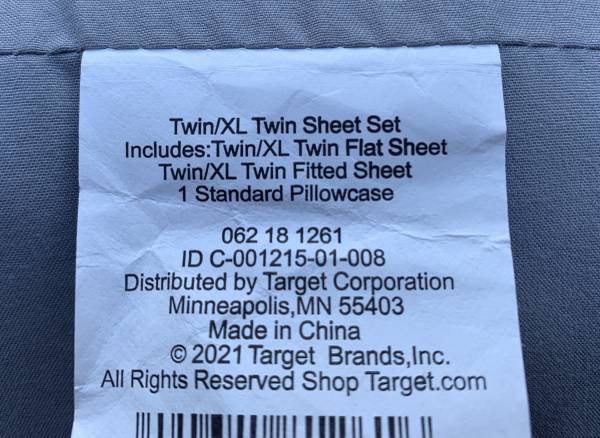 Twin/XL Twin Sheet Set
Includes:Twin/XL Twin Flat Sheet
Twin/XL Twin Fitted Sheet
1 Standard Pillowcase
062 18 1261
ID C-001215-01-008
Distributed by Target Corporation
Minneapolis,MN 55403
Made in China
© 2021 Target Brands,Inc.
All Rights Reserved Shop Target.com